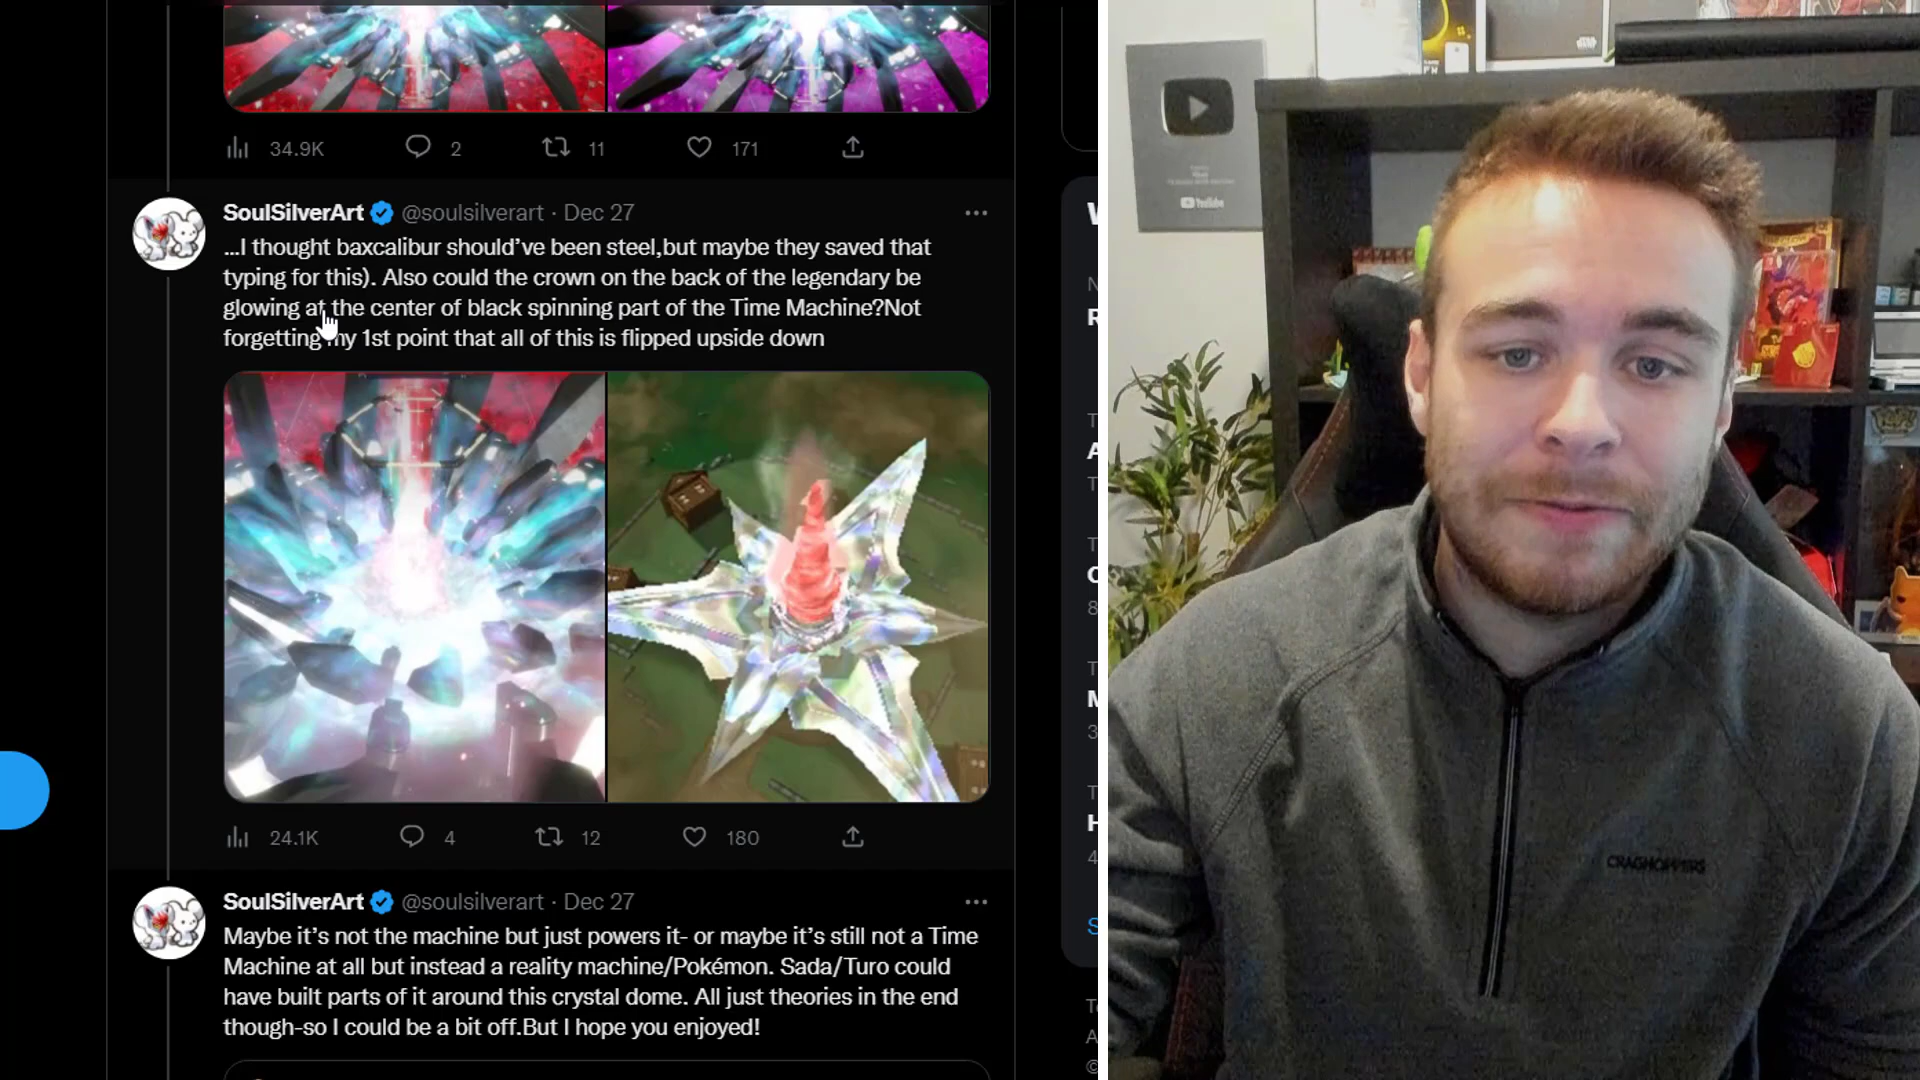 34.9K 2 11 171
SoulSilverArt @soulsilverart · Dec 27
...I thought baxcalibur should've been steel,but maybe they saved that
typing for this). Also could the crown on the back of the legendary be
glowing at the center of black spinning part of the Time Machine?Not
forgetting my 1st point that all of this is flipped upside down
24.1K 4 12 180
SoulSilverArt @soulsilverart · Dec 27
Maybe it's not the machine but just powers it- or maybe it's still not a Time
Machine at all but instead a reality machine/Pokémon. Sada/Turo could
have built parts of it around this crystal dome. All just theories in the end
though-so I could be a bit off.But I hope you enjoyed!
YouTube
CRAGHOPPERS